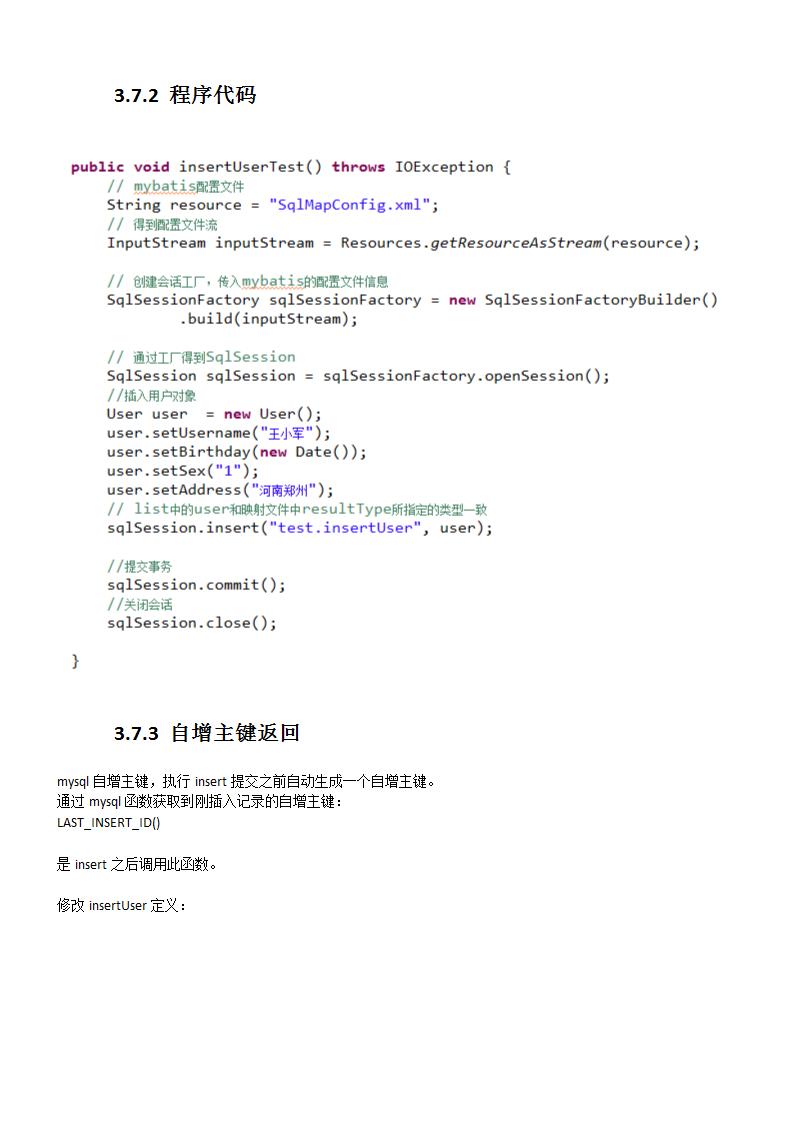 3.7.2 程序代码
public void insertUserTest() throws IOException {
// mybatis配置文件
String resource = "SqlMapConfig.xml";
// 得到配置文件流
InputStream inputStream = Resources.getResourceAsStream(resource);
// 创建会话工厂，传入mybatis的配置文件信息
SqlSessionFactory sqlSessionFactory = new SqlSessionFactoryBuilder()
.build(inputStream);
// 通过工厂得到SqlSession
SqlSession sqlSession = sqlSessionFactory.openSession();
//插入用户对象
User user  = new User();
user.setUsername("王小军");
user.setBirthday(new Date());
user.setSex("1");
user.setAddress("河南郑州");
// list中的user和映射文件中resultType所指定的类型一致
sqlSession.insert("test.insertUser", user);
//提交事务
sqlSession.commit();
//关闭会话
sqlSession.close();
}
3.7.3 自增主键返回
mysql 自增主键，执行 insert 提交之前自动生成一个自增主键。
通过 mysql 函数获取到刚插入记录的自增主键：
LAST_INSERT_ID()
是 insert 之后调用此函数。
修改 insertUser 定义：